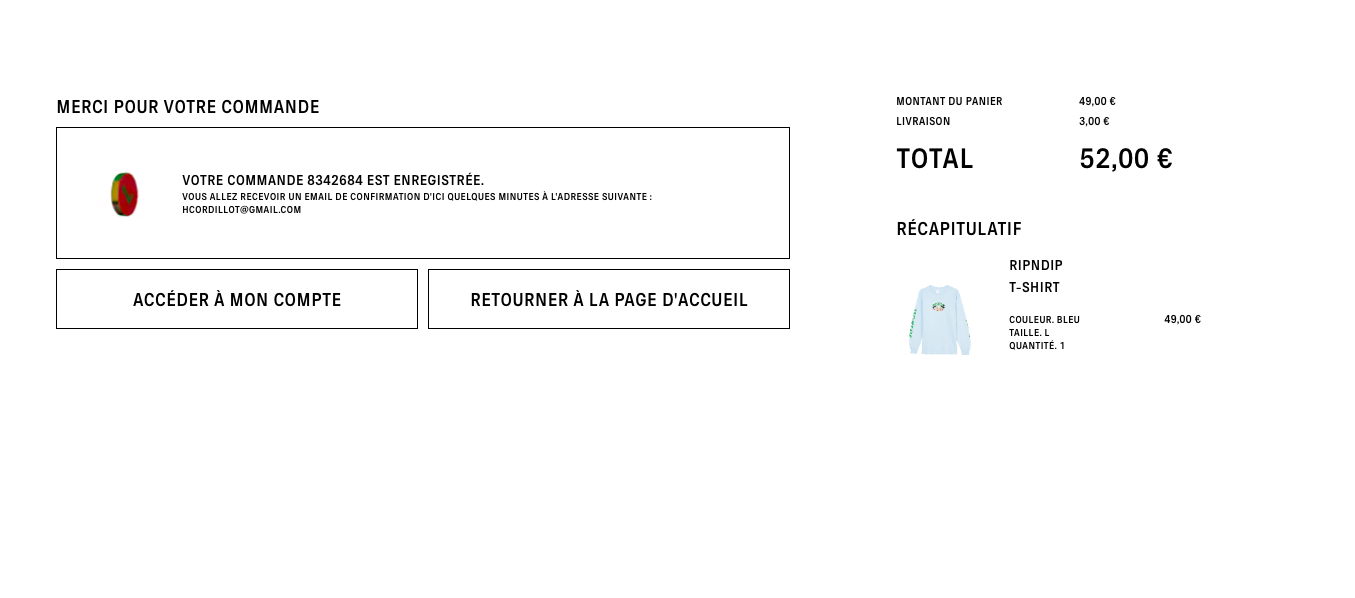 MERCI POUR VOTRE COMMANDE
VOTRE COMMANDE 8342684 EST ENREGISTRÉE.
VOUS ALLEZ RECEVOIR UN EMAIL DE CONFIRMATION D'ICI QUELQUES MINUTES À L'ADRESSE SUIVANTE :
HCORDILLOT@GMAIL.COM
ACCÉDER À MON COMPTE
RETOURNER À LA PAGE D'ACCUEIL
MONTANT DU PANIER 49,00 €
LIVRAISON 3,00 €
TOTAL 52,00 €
RÉCAPITULATIF
RIPNDIP
T-SHIRT
COULEUR. BLEU 49,00 €
TAILLE. L
QUANTITÉ. 1